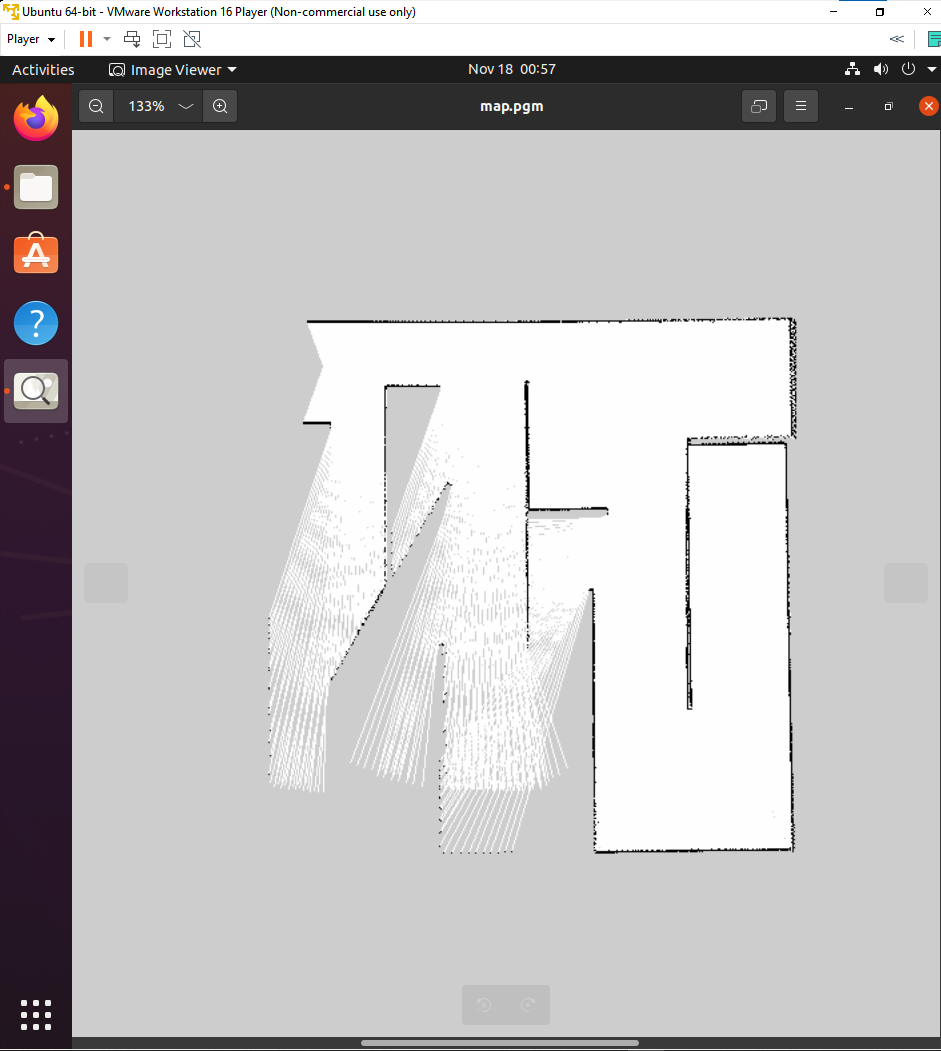 Ubuntu 64-bit - VMware Workstation 16 Player (Non-commercial use only)
Player
Activities
Image Viewer
Nov 18 00:57
133%
map.pgm